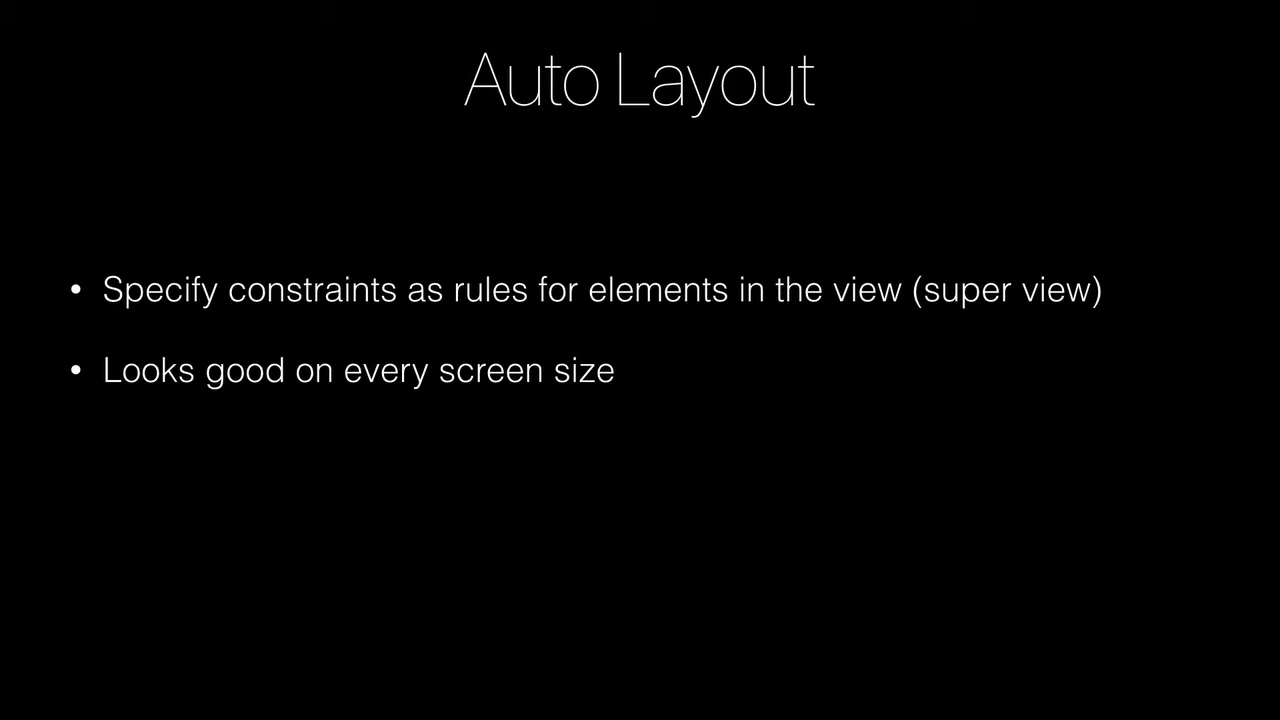 Auto Layout
• Specify constraints as rules for elements in the view (super view)
• Looks good on every screen size